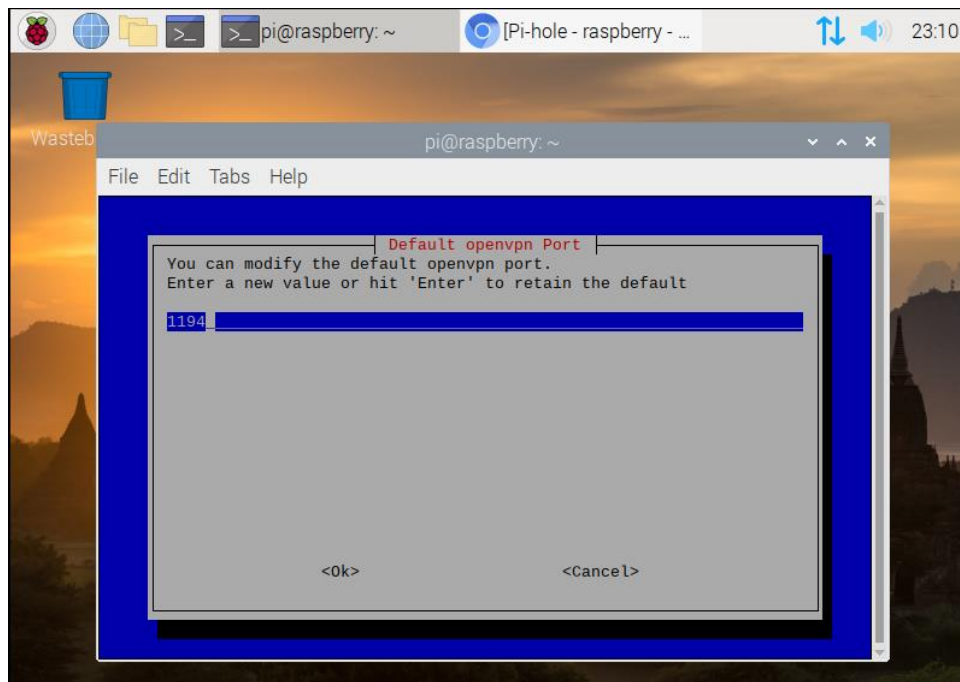 pi@raspberry: ~
[Pi-hole - raspberry - ...
23:10
Wasteb
pi@raspberry: ~
File Edit Tabs Help
Default openvpn Port
You can modify the default openvpn port.
Enter a new value or hit 'Enter' to retain the default
1194
<Ok> <Cancel>